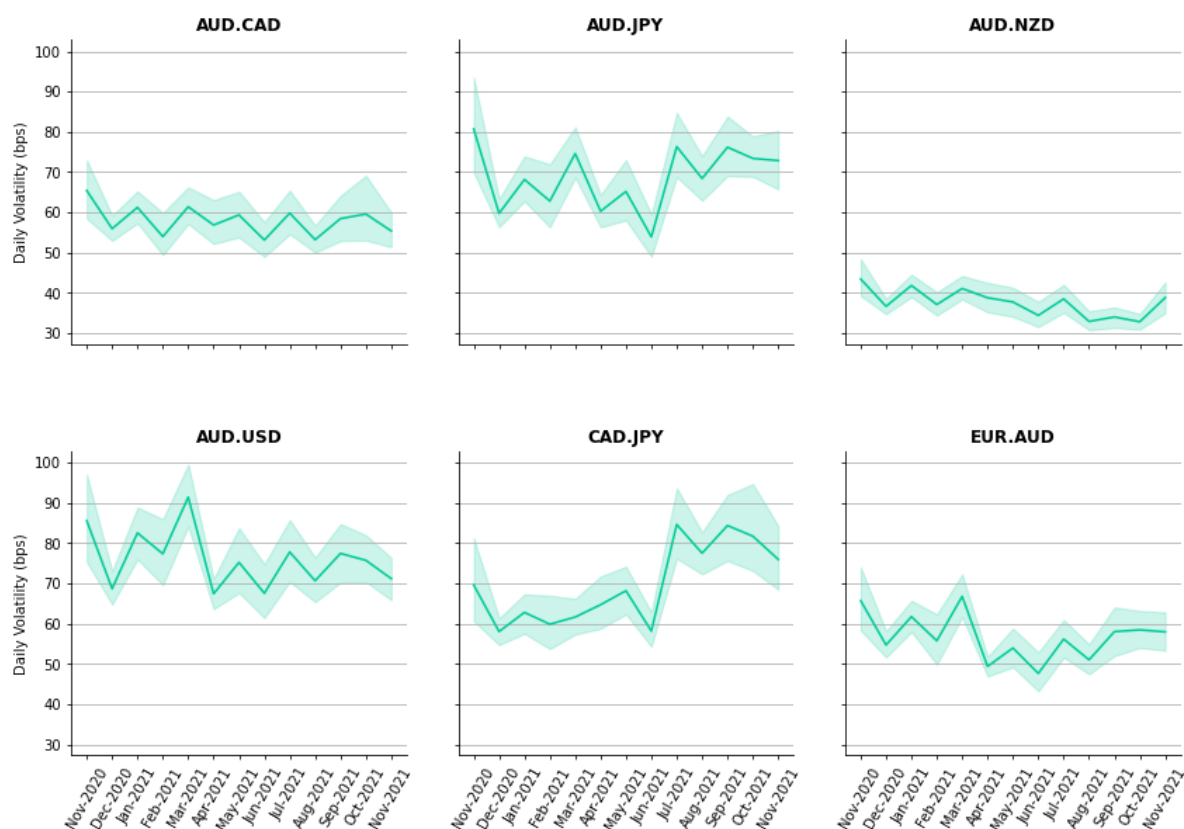 AUD.CAD
AUD.JPY
AUD.NZD
Daily Volatility (bps)
100
90
80
70
60
50
40
30
AUD.USD
CAD.JPY
EUR.AUD
Daily Volatility (bps)
100
90
80
70
60
50
40
30
Nov-2020
Dec-2020
Jan-2021
Feb-2021
Mar-2021
Apr-2021
May-2021
Jun-2021
Jul-2021
Aug-2021
Sep-2021
Oct-2021
Nov-2021
Nov-2020
Dec-2020
Jan-2021
Feb-2021
Mar-2021
Apr-2021
May-2021
Jun-2021
Jul-2021
Aug-2021
Sep-2021
Oct-2021
Nov-2021
Nov-2020
Dec-2020
Jan-2021
Feb-2021
Mar-2021
Apr-2021
May-2021
Jun-2021
Jul-2021
Aug-2021
Sep-2021
Oct-2021
Nov-2021